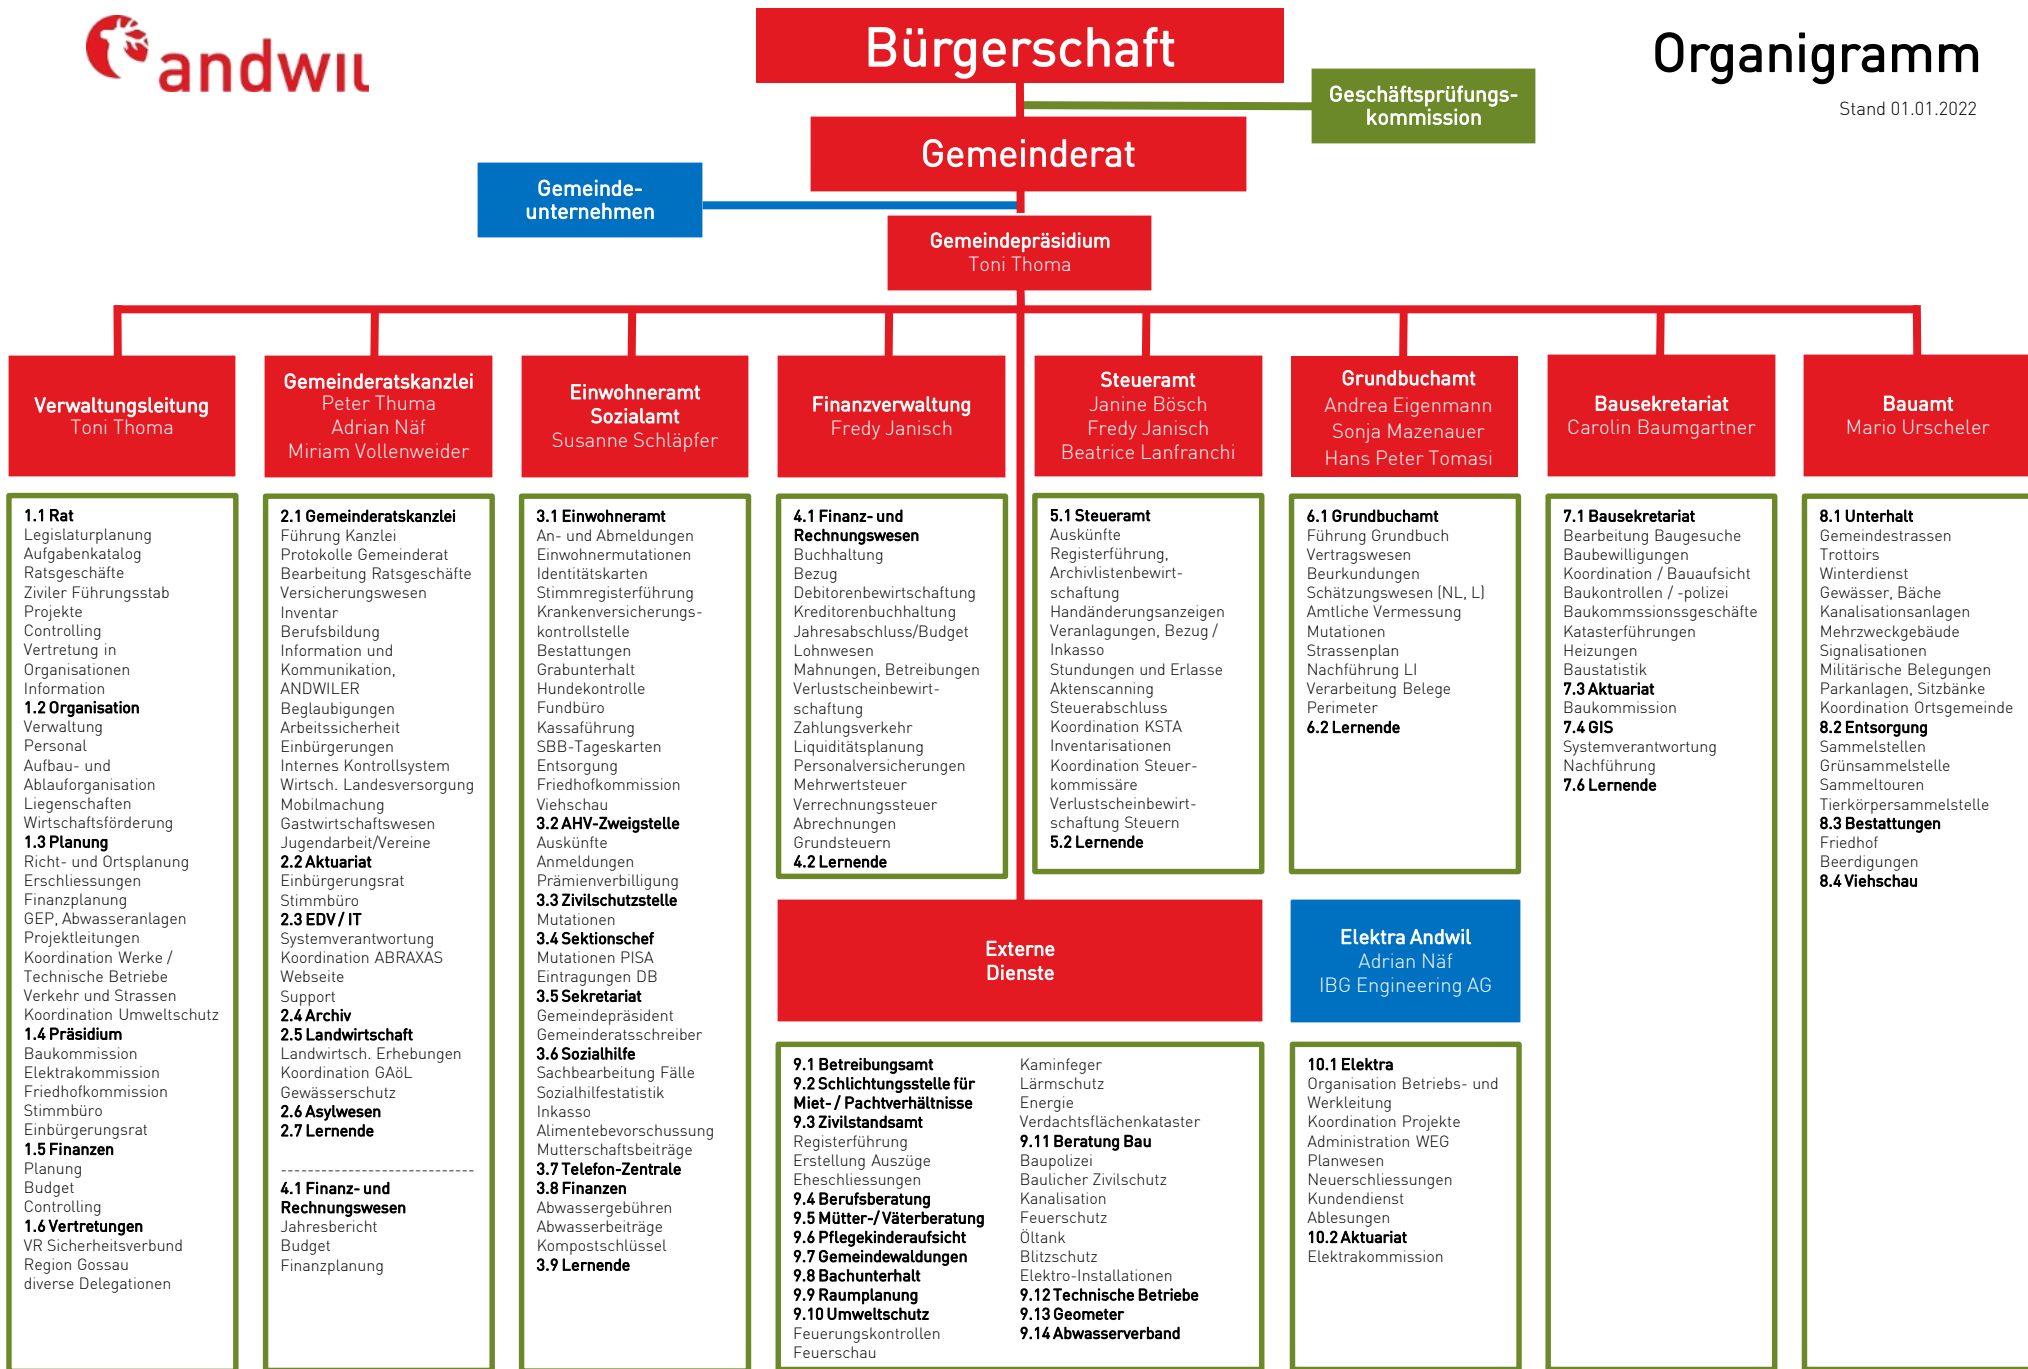 andwil
Bürgerschaft
Organigramm
Stand 01.01.2022
Geschäftsprüfungs-
kommission
Gemeinderat
Gemeinde-
unternehmen
Gemeindepräsidium
Toni Thoma
Verwaltungsleitung
Toni Thoma
Gemeinderatskanzlei
Peter Thuma
Adrian Näf
Miriam Vollenweider
Einwohneramt
Sozialamt
Susanne Schläpfer
Finanzverwaltung
Fredy Janisch
Steueramt
Janine Bösch
Fredy Janisch
Beatrice Lanfranchi
Grundbuchamt
Andrea Eigenmann
Sonja Mazenauer
Hans Peter Tomasi
Bausekretariat
Carolin Baumgartner
Bauamt
Mario Urscheler
1.1 Rat
Legislaturplanung
Aufgabenkatalog
Ratsgeschäfte
Ziviler Führungsstab
Projekte
Controlling
Vertretung in
Organisationen
Information
1.2 Organisation
Verwaltung
Personal
Aufbau- und
Ablauforganisation
Liegenschaften
Wirtschaftsförderung
1.3 Planung
Richt- und Ortsplanung
Erschliessungen
Finanzplanung
GEP, Abwasseranlagen
Projektleitungen
Koordination Werke /
Technische Betriebe
Verkehr und Strassen
Koordination Umweltschutz
1.4 Präsidium
Baukommission
Elektrakommission
Friedhofkommission
Stimmbüro
Einbürgerungsrat
1.5 Finanzen
Planung
Budget
Controlling
1.6 Vertretungen
VR Sicherheitsverbund
Region Gossau
diverse Delegationen
2.1 Gemeinderatskanzlei
Führung Kanzlei
Protokolle Gemeinderat
Bearbeitung Ratsgeschäfte
Versicherungswesen
Inventar
Berufsbildung
Information und
Kommunikation,
ANDWILER
Beglaubigungen
Arbeitssicherheit
Einbürgerungen
Internes Kontrollsystem
Wirtsch. Landesversorgung
Mobilmachung
Gastwirtschaftswesen
Jugendarbeit/Vereine
2.2 Aktuariat
Einbürgerungsrat
Stimmbüro
2.3 EDV / IT
Systemverantwortung
Koordination ABRAXAS
Webseite
Support
2.4 Archiv
2.5 Landwirtschaft
Landwirtsch. Erhebungen
Koordination GAöL
Gewässerschutz
2.6 Asylwesen
2.7 Lernende
-----------------------------
4.1 Finanz- und
Rechnungswesen
Jahresbericht
Budget
Finanzplanung
3.1 Einwohneramt
An- und Abmeldungen
Einwohnermutationen
Identitätskarten
Stimmregisterführung
Krankenversicherungs-
kontrollstelle
Bestattungen
Grabunterhalt
Hundekontrolle
Fundbüro
Kassaführung
SBB-Tageskarten
Entsorgung
Friedhofkommission
Viehschau
3.2 AHV-Zweigstelle
Auskünfte
Anmeldungen
Prämienverbilligung
3.3 Zivilschutzstelle
Mutationen
3.4 Sektionschef
Mutationen PISA
Eintragungen DB
3.5 Sekretariat
Gemeindepräsident
Gemeinderatsschreiber
3.6 Sozialhilfe
Sachbearbeitung Fälle
Sozialhilfestatistik
Inkasso
Alimentebevorschussung
Mutterschaftsbeiträge
3.7 Telefon-Zentrale
3.8 Finanzen
Abwassergebühren
Abwasserbeiträge
Kompostschlüssel
3.9 Lernende
4.1 Finanz- und
Rechnungswesen
Buchhaltung
Bezug
Debitorenbewirtschaftung
Kreditorenbuchhaltung
Jahresabschluss/Budget
Lohnwesen
Mahnungen, Betreibungen
Verlustscheinbewirt-
schaftung
Zahlungsverkehr
Liquiditätsplanung
Personalversicherungen
Mehrwertsteuer
Verrechnungssteuer
Abrechnungen
Grundsteuern
4.2 Lernende
5.1 Steueramt
Auskünfte
Registerführung,
Archivlistenbewirt-
schaftung
Handänderungsanzeigen
Veranlagungen, Bezug /
Inkasso
Stundungen und Erlasse
Aktenscanning
Steuerabschluss
Koordination KSTA
Inventarisationen
Koordination Steuer-
kommissäre
Verlustscheinbewirt-
schaftung Steuern
5.2 Lernende
6.1 Grundbuchamt
Führung Grundbuch
Vertragswesen
Beurkundungen
Schätzungswesen (NL, L)
Amtliche Vermessung
Mutationen
Strassenplan
Nachführung LI
Verarbeitung Belege
Perimeter
6.2 Lernende
7.1 Bausekretariat
Bearbeitung Baugesuche
Baubewilligungen
Koordination / Bauaufsicht
Baukontrollen / -polizei
Baukommssionssgeschäfte
Katasterführungen
Heizungen
Baustatistik
7.3 Aktuariat
Baukommission
7.4 GIS
Systemverantwortung
Nachführung
7.6 Lernende
8.1 Unterhalt
Gemeindestrassen
Trottoirs
Winterdienst
Gewässer, Bäche
Kanalisationsanlagen
Mehrzweckgebäude
Signalisationen
Militärische Belegungen
Parkanlagen, Sitzbänke
Koordination Ortsgemeinde
8.2 Entsorgung
Sammelstellen
Grünsammelstelle
Sammeltouren
Tierkörpersammelstelle
8.3 Bestattungen
Friedhof
Beerdigungen
8.4 Viehschau
Externe
Dienste
Elektra Andwil
Adrian Näf
IBG Engineering AG
9.1 Betreibungsamt
9.2 Schlichtungsstelle für
Miet- / Pachtverhältnisse
9.3 Zivilstandsamt
Registerführung
Erstellung Auszüge
Eheschliessungen
9.4 Berufsberatung
9.5 Mütter-/ Väterberatung
9.6 Pflegekinderaufsicht
9.7 Gemeindewaldungen
9.8 Bachunterhalt
9.9 Raumplanung
9.10 Umweltschutz
Feuerungskontrollen
Feuerschau
Kaminfeger
Lärmschutz
Energie
Verdachtsflächenkataster
9.11 Beratung Bau
Baupolizei
Baulicher Zivilschutz
Kanalisation
Feuerschutz
Öltank
Blitzschutz
Elektro-Installationen
9.12 Technische Betriebe
9.13 Geometer
9.14 Abwasserverband
10.1 Elektra
Organisation Betriebs- und
Werkleitung
Koordination Projekte
Administration WEG
Planwesen
Neuerschliessungen
Kundendienst
Ablesungen
10.2 Aktuariat
Elektrakommission